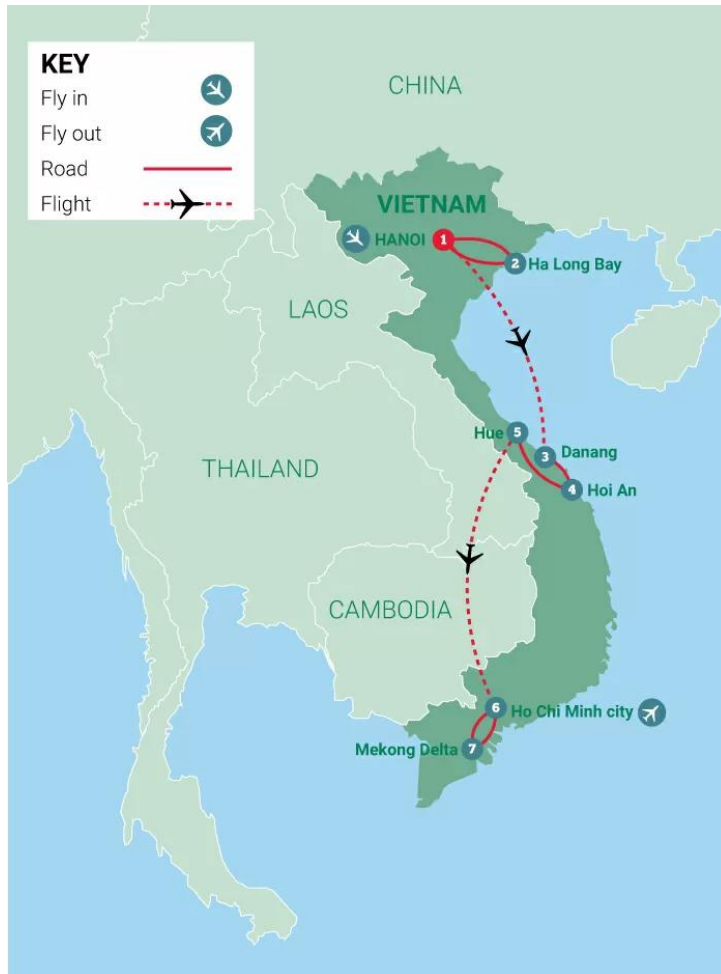 KEY
Fly in
Fly out
Road
Flight
CHINA
VIETNAM
HANOI
1
2
Ha Long Bay
LAOS
Hue
5
3
Danang
THAILAND
4
Hoi An
CAMBODIA
6
Ho Chi Minh city
Mekong Delta
7